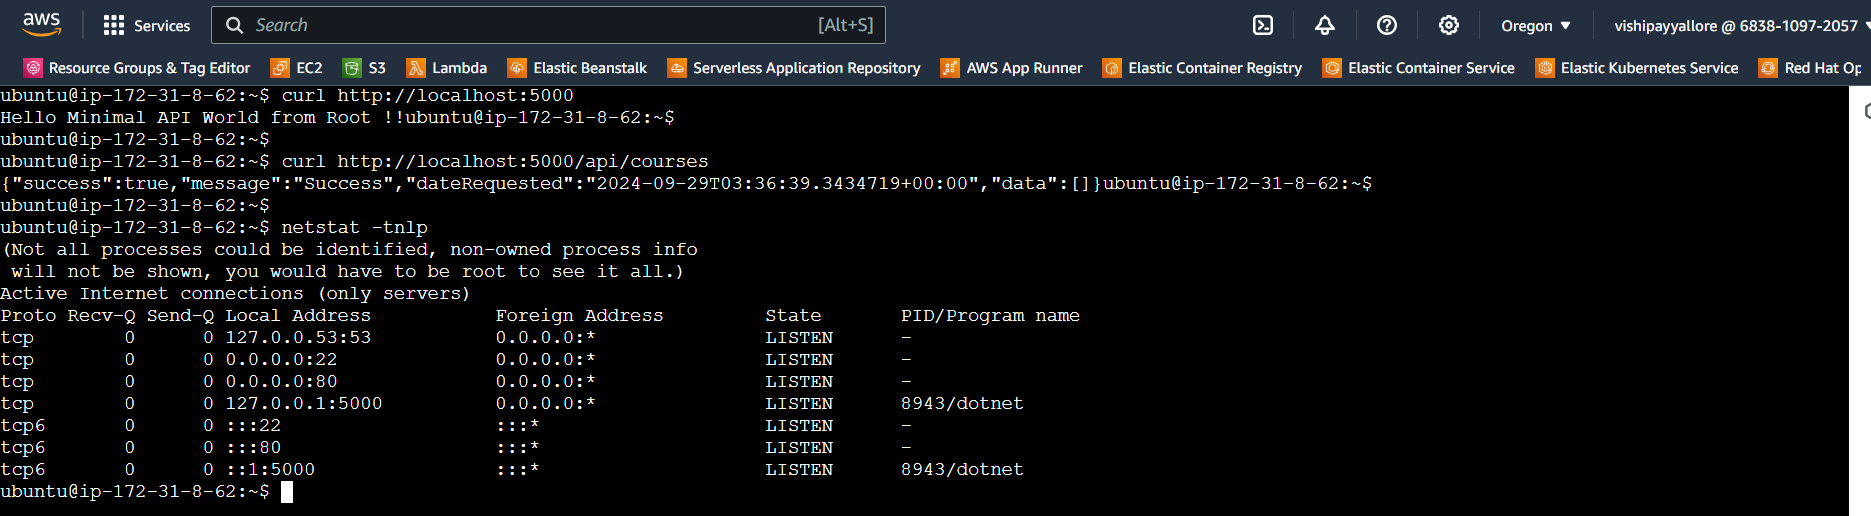 aws Services Search [Alt+S] Oregon vishipayyallore @ 6838-1097-2057
Resource Groups & Tag Editor EC2 S3 Lambda Elastic Beanstalk Serverless Application Repository AWS App Runner Elastic Container Registry Elastic Container Service Elastic Kubernetes Service Red Hat Op
ubuntu@ip-172-31-8-62:~$ curl http://localhost:5000
Hello Minimal API World from Root !!ubuntu@ip-172-31-8-62:~$
ubuntu@ip-172-31-8-62:~$
ubuntu@ip-172-31-8-62:~$ curl http://localhost:5000/api/courses
{"success":true,"message":"Success","dateRequested":"2024-09-29T03:36:39.3434719+00:00","data":[]}ubuntu@ip-172-31-8-62:~$
ubuntu@ip-172-31-8-62:~$
ubuntu@ip-172-31-8-62:~$ netstat -tnlp
(Not all processes could be identified, non-owned process info
 will not be shown, you would have to be root to see it all.)
Active Internet connections (only servers)
Proto Recv-Q Send-Q Local Address           Foreign Address         State       PID/Program name
tcp        0      0 127.0.0.53:53           0.0.0.0:*               LISTEN      -
tcp        0      0 0.0.0.0:22              0.0.0.0:*               LISTEN      -
tcp        0      0 0.0.0.0:80              0.0.0.0:*               LISTEN      -
tcp        0      0 127.0.0.1:5000          0.0.0.0:*               LISTEN      8943/dotnet
tcp6       0      0 :::22                   :::*                    LISTEN      -
tcp6       0      0 :::80                   :::*                    LISTEN      -
tcp6       0      0 ::1:5000                :::*                    LISTEN      8943/dotnet
ubuntu@ip-172-31-8-62:~$